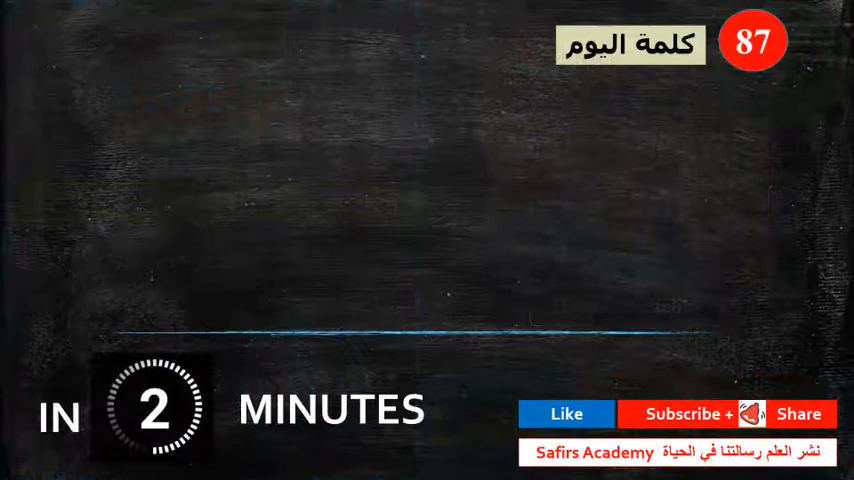 كلمة اليوم
87
IN 2 MINUTES
Like
Subscribe +
Share
Safirs Academy نشر العلم رسالتنا في الحياة